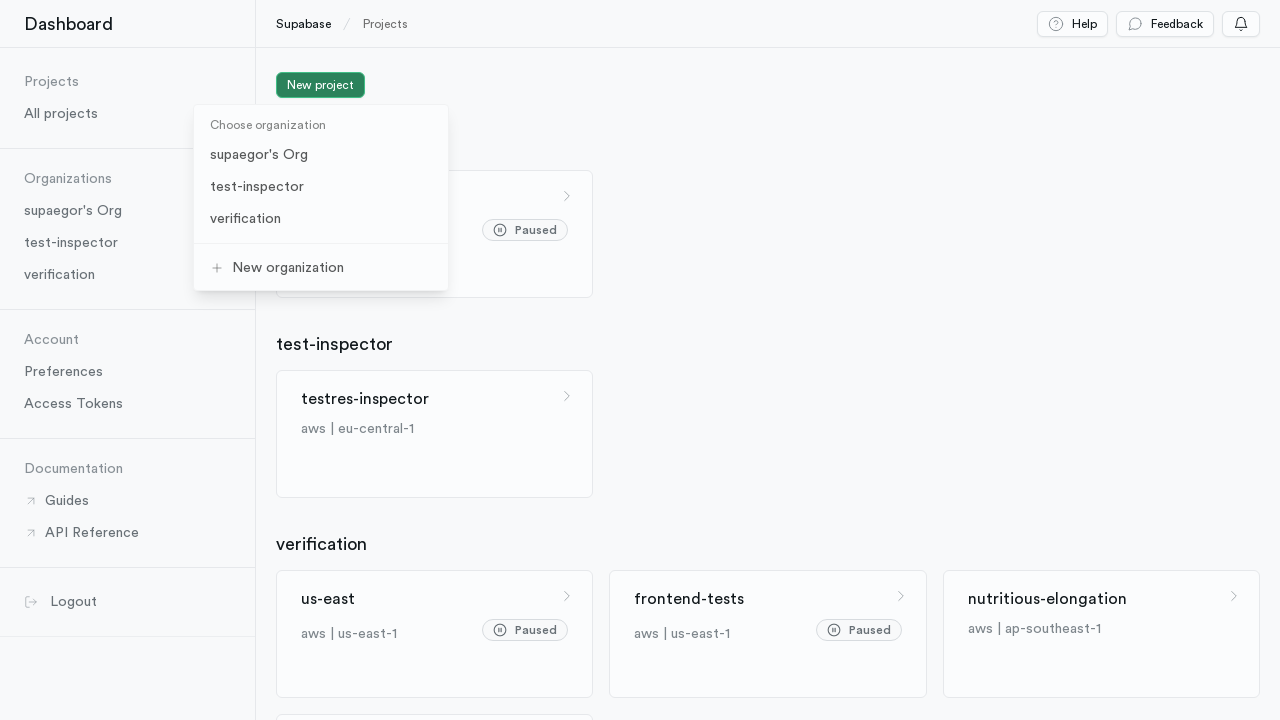 Dashboard
Supabase / Projects
Help
Feedback
Projects
All projects
Organizations
supaegor's Org
test-inspector
verification
Account
Preferences
Access Tokens
Documentation
Guides
API Reference
Logout
New project
Choose organization
supaegor's Org
test-inspector
verification
New organization
Paused
test-inspector
testres-inspector
aws | eu-central-1
verification
us-east
aws | us-east-1
Paused
frontend-tests
aws | us-east-1
Paused
nutritious-elongation
aws | ap-southeast-1